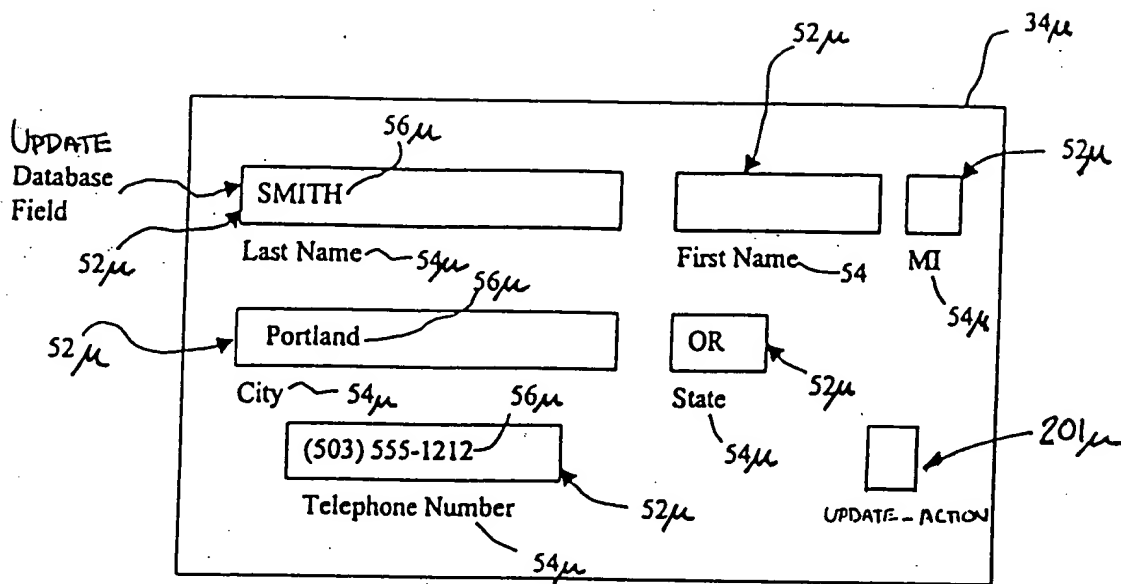 52μ
34μ
UPDATE
Database
Field
56μ
SMITH
52μ
52μ
Last Name
54μ
First Name
54
MI
54μ
56μ
52μ
Portland
OR
52μ
City
54μ
State
54μ
56μ
(503) 555-1212
201μ
Telephone Number
52μ
UPDATE-ACTION
54μ